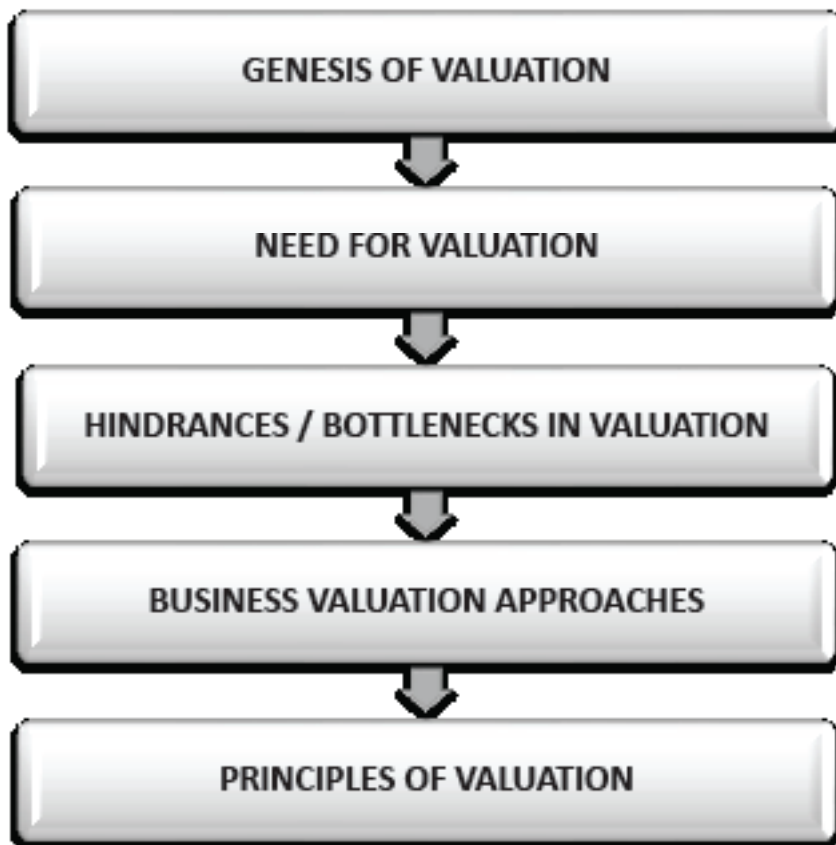 GENESIS OF VALUATION
NEED FOR VALUATION
HINDRANCES / BOTTLENECKS IN VALUATION
BUSINESS VALUATION APPROACHES
PRINCIPLES OF VALUATION